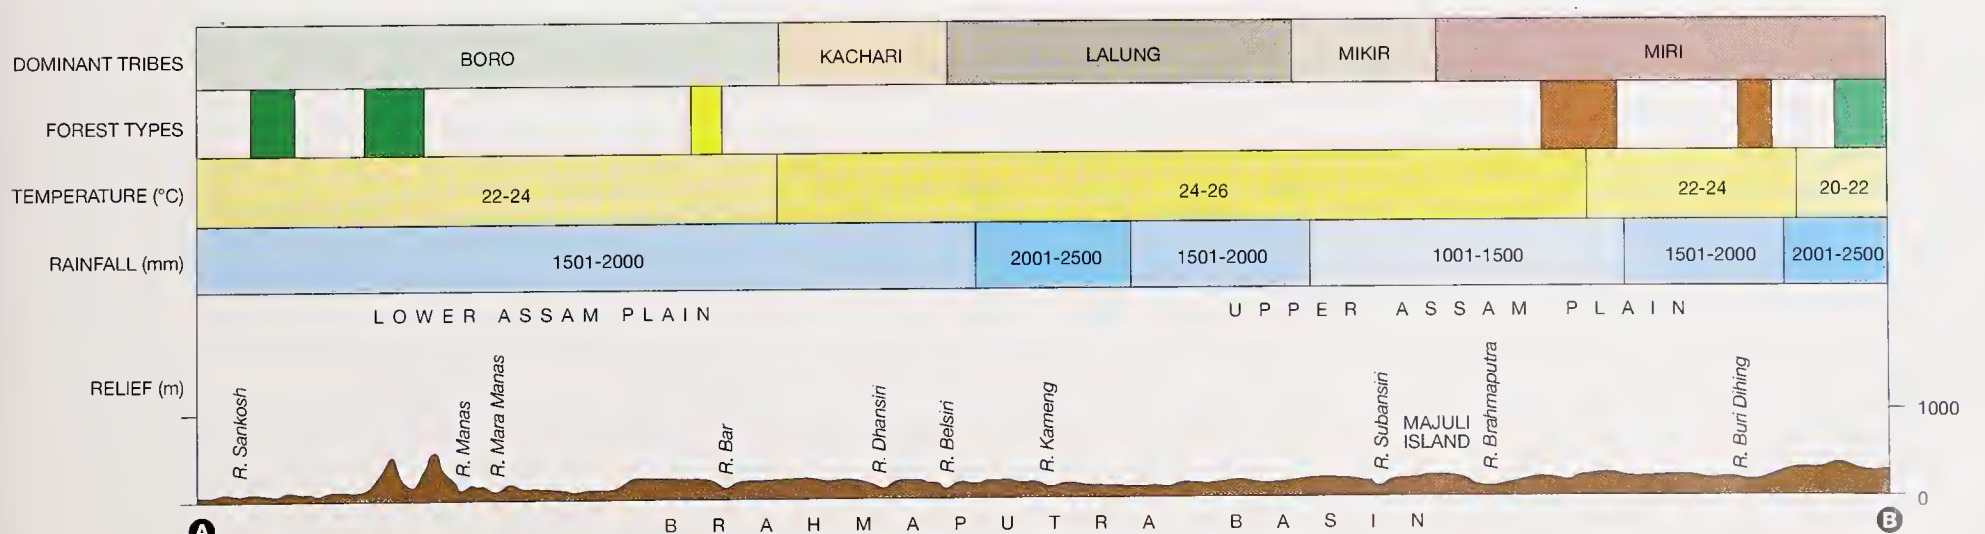 DOMINANT TRIBES BORO KACHARI LALUNG MIKIR MIRI
FOREST TYPES
TEMPERATURE (°C) 22-24 24-26 22-24 20-22
RAINFALL (mm) 1501-2000 2001-2500 1501-2000 1001-1500 1501-2000 2001-2500
LOWER ASSAM PLAIN UPPER ASSAM PLAIN
RELIEF (m)
R. Sankosh
R. Manas
R. Mara Manas
R. Bar
R. Dhansiri
R. Belsiri
R. Kameng
R. Subansiri
MAJULI
ISLAND
R. Brahmaputra
R. Buri Dihing
1000
0
A BRAHMAPUTRA BASIN B